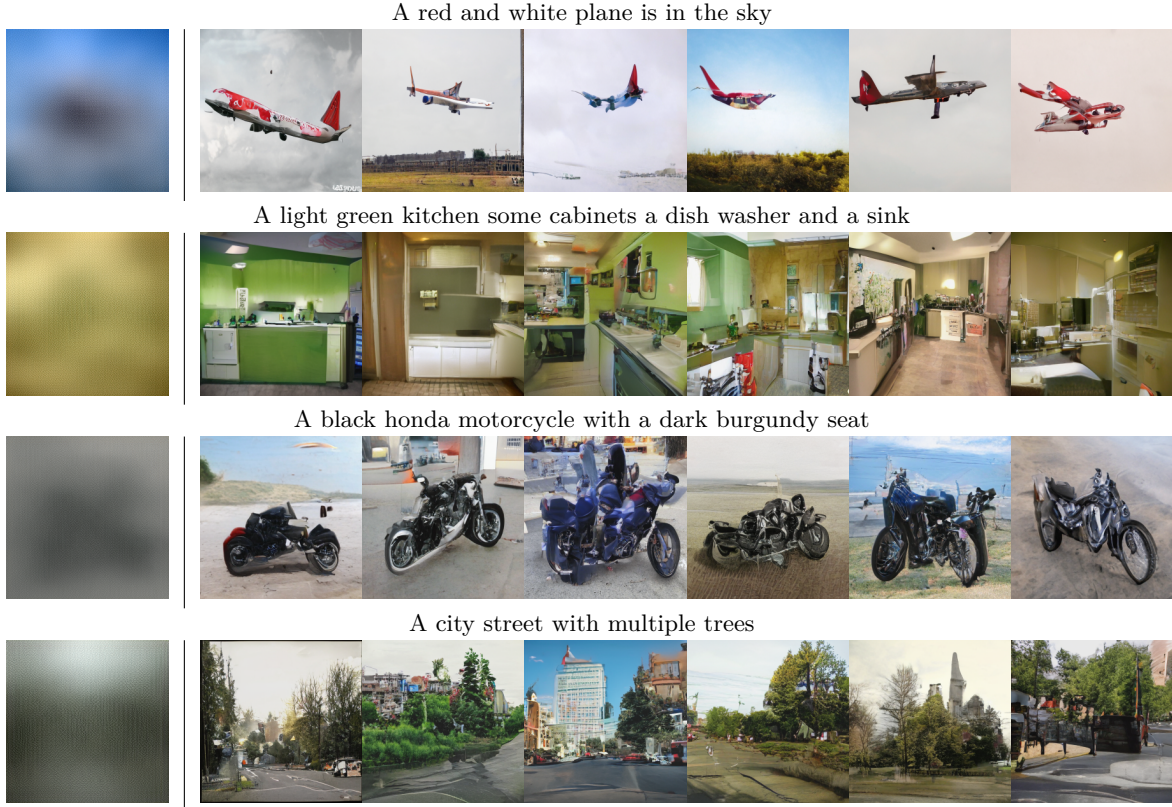 A red and white plane is in the sky
A light green kitchen some cabinets a dish washer and a sink
A black honda motorcycle with a dark burgundy seat
A city street with multiple trees